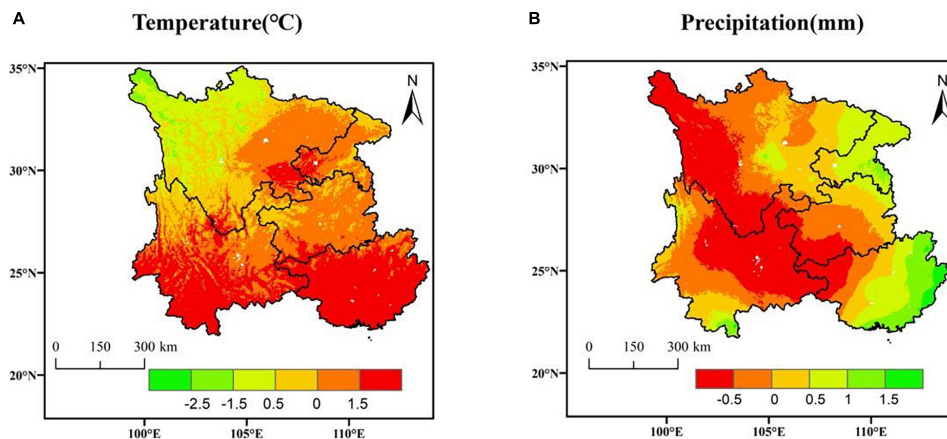 A
Temperature(°C)
35°N
30°N
25°N
20°N
N
0 150 300 km
-2.5 -1.5 0.5 0 1.5
100°E 105°E 110°E
B
Precipitation(mm)
35°N
30°N
25°N
20°N
N
0 150 300 km
-0.5 0 0.5 1 1.5
100°E 105°E 110°E